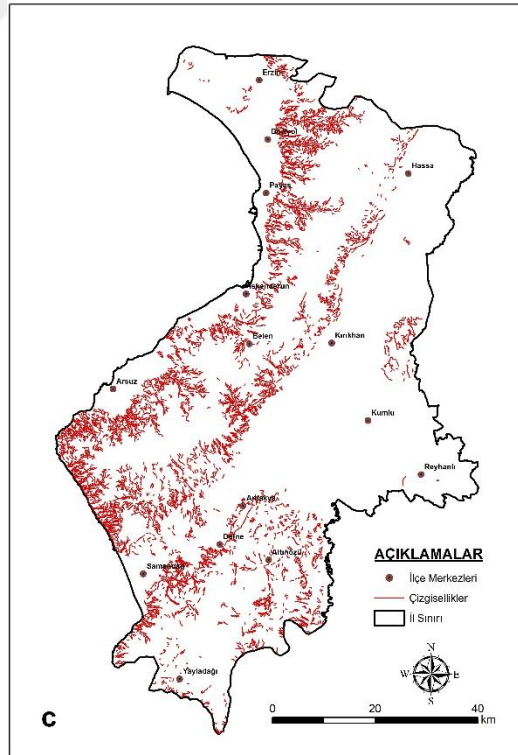 Erzin
Dörtyol
Hassa
Payas
İskenderun
Belen
Kırıkhan
Arsuz
Kumlu
Reyhanlı
Antakya
Defne
Altınözü
Samandağ
Yayladağı
AÇIKLAMALAR
İlçe Merkezleri
Çizgisellikler
İl Sınırı
N
W E
S
C
0 20 40
km